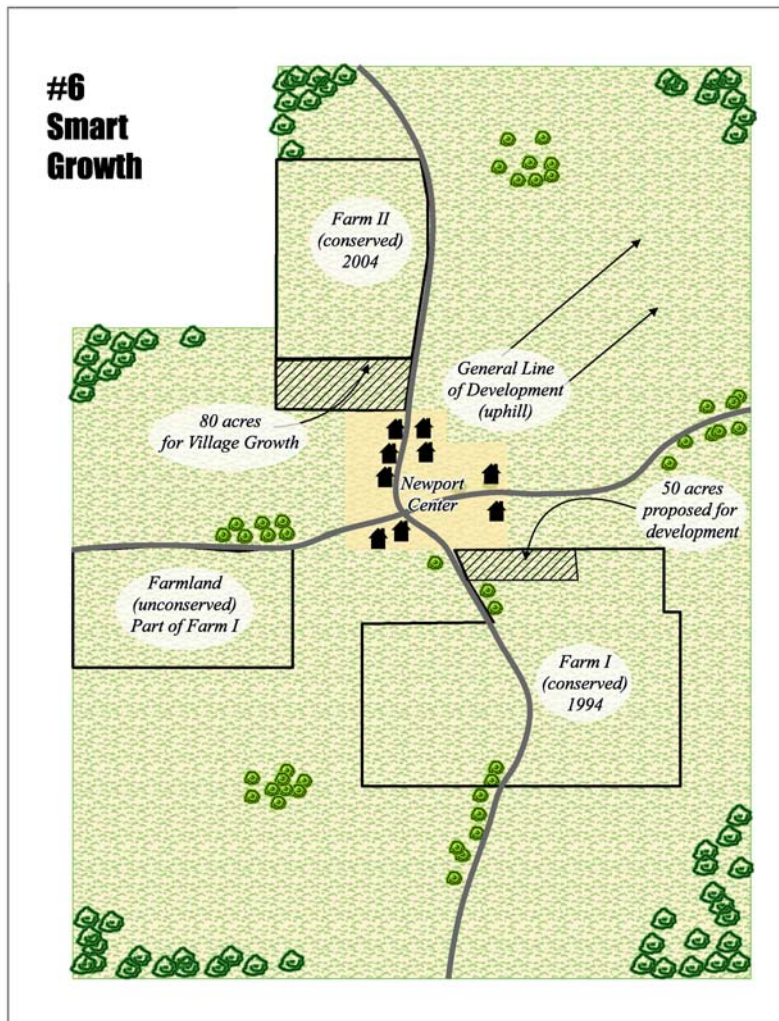 #6
Smart
Growth
Farm II
(conserved)
2004
General Line
of Development
(uphill)
80 acres
for Village Growth
Newport
Center
50 acres
proposed for
development
Farmland
(unconserved)
Part of Farm I
Farm I
(conserved)
1994